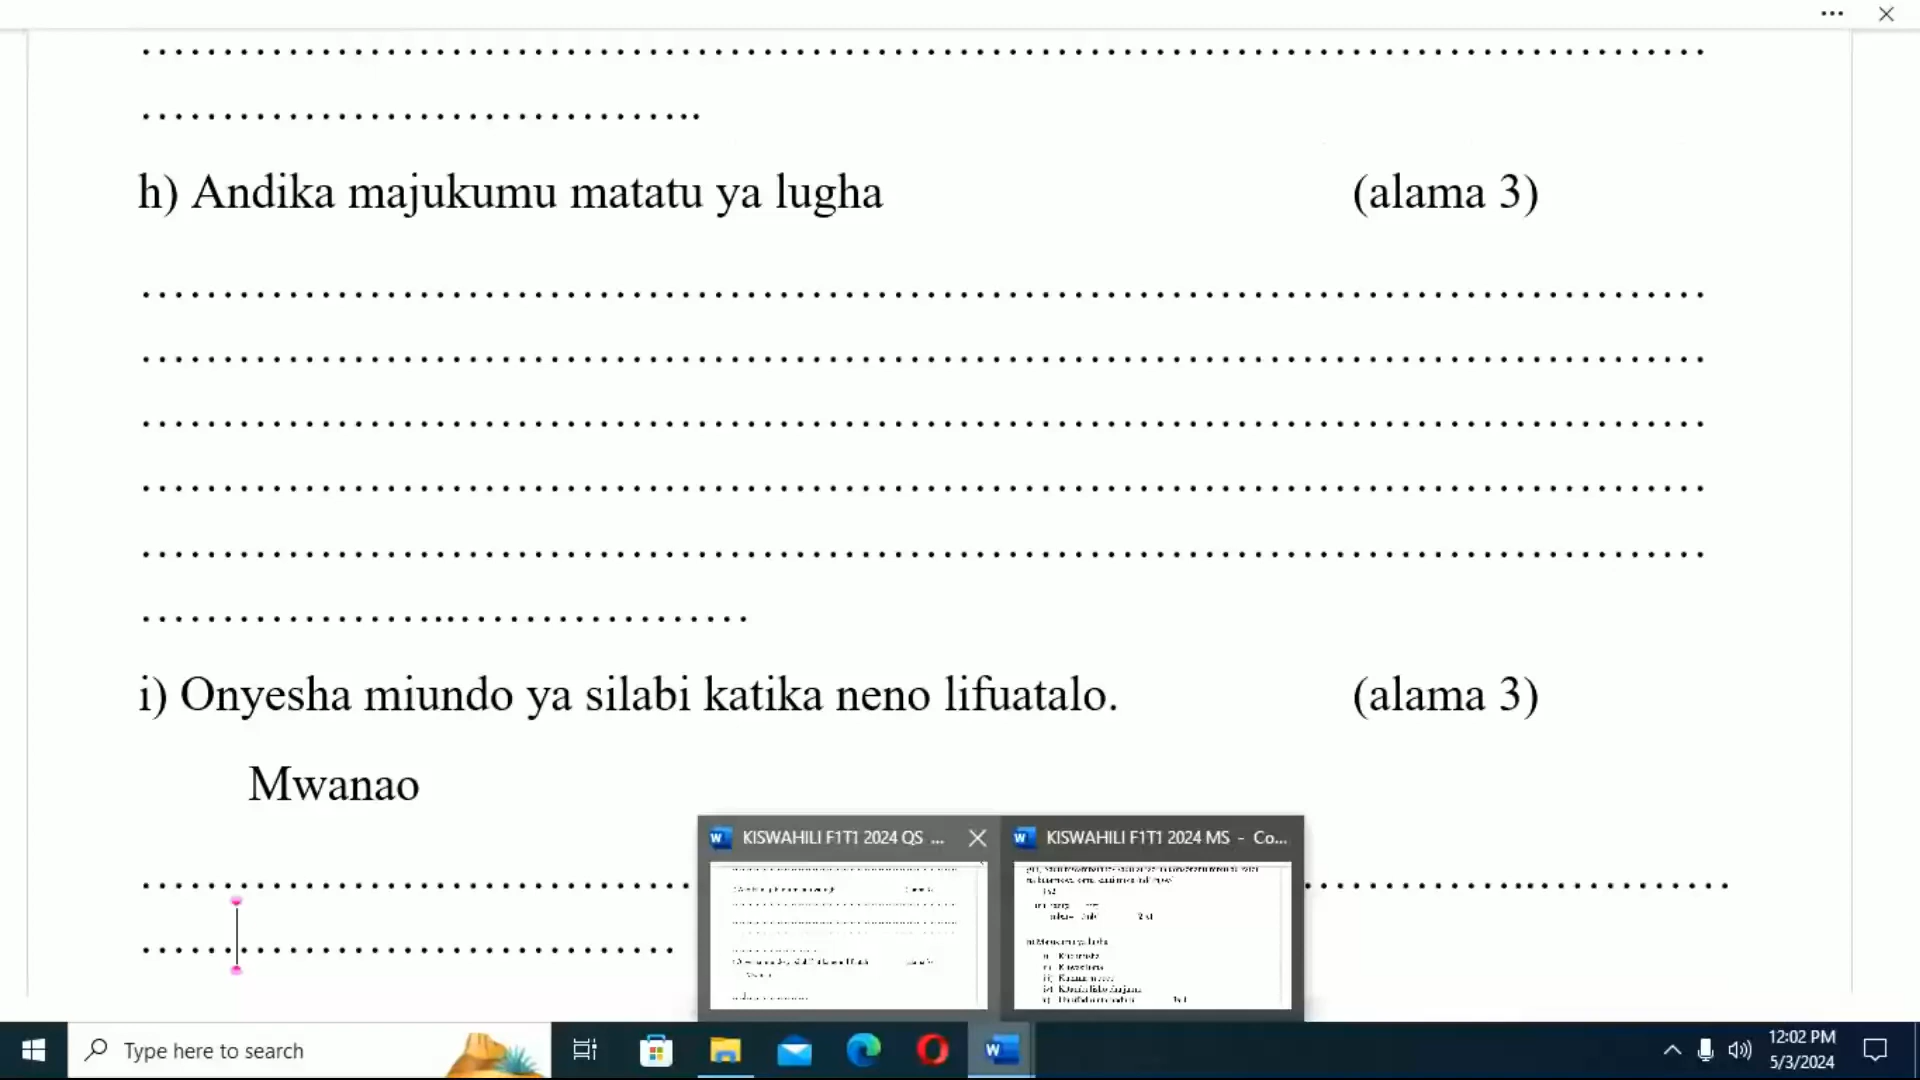 h) Andika majukumu matatu ya lugha (alama 3)
i) Onyesha miundo ya silabi katika neno lifuatalo. (alama 3)
Mwanao
KISWAHILI F1T1 2024 QS ...
KISWAHILI F1T1 2024 MS - Co...
Type here to search
12:02 PM
5/3/2024